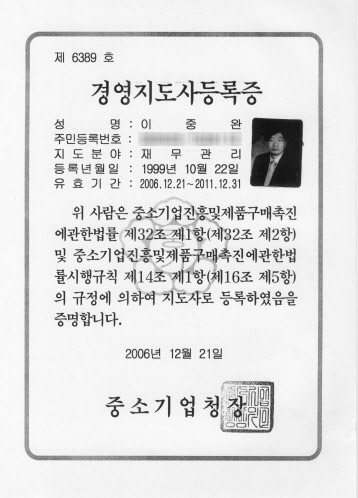 제 6389 호
경영지도사등록증
성 명 : 이 중 완
주민등록번호 :
지 도 분 야 : 재 무 관 리
등 록 년 월 일 : 1999년 10월 22일
유 효 기 간 : 2006.12.21~2011.12.31
위 사람은 중소기업진흥및제품구매촉진
에관한법률 제32조 제1항(제32조 제2항)
및 중소기업진흥및제품구매촉진에관한법
률시행규칙 제14조 제1항(제16조 제5항)
의 규정에 의하여 지도사로 등록하였음을
증명합니다.
2006년 12월 21일
중소기업청장